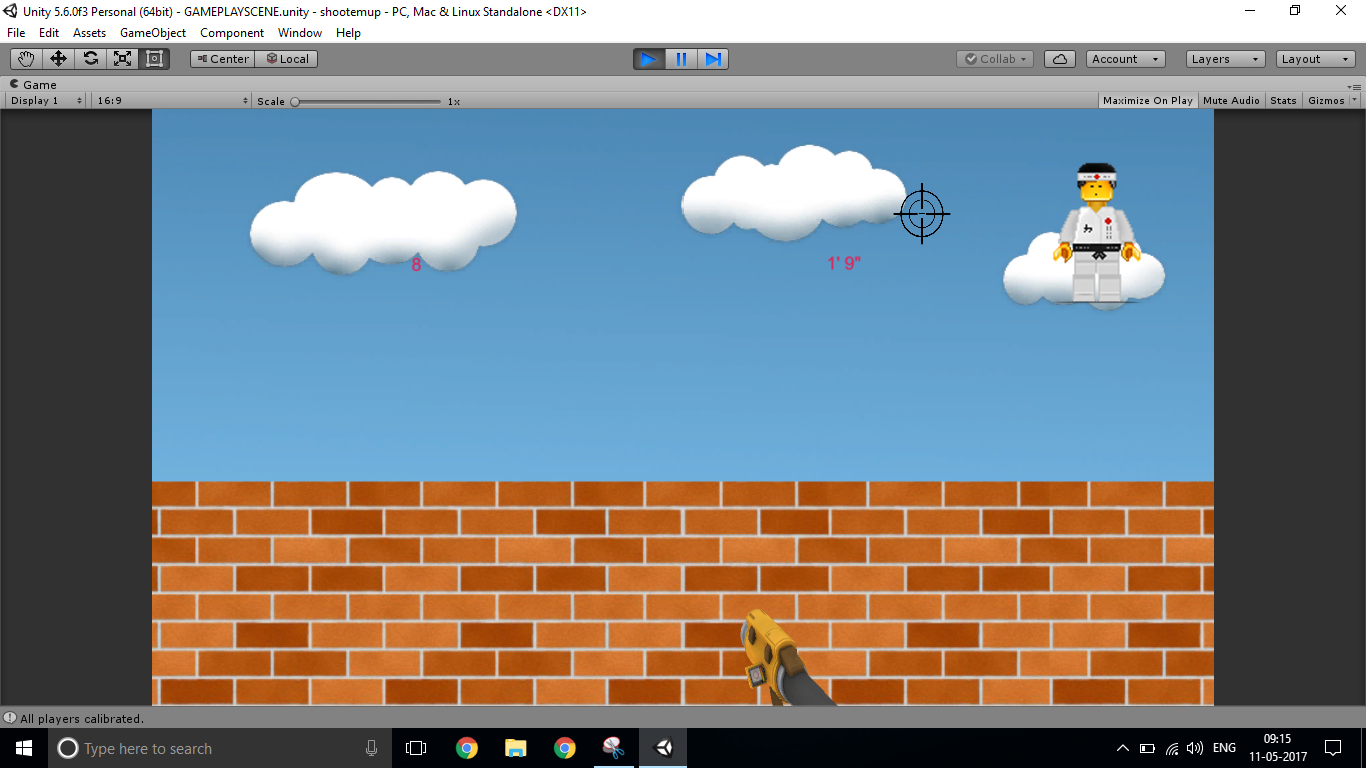 Unity 5.6.0f3 Personal (64bit) - GAMEPLAYSCENE.unity - shootemup - PC, Mac & Linux Standalone <DX11>
File Edit Assets GameObject Component Window Help
Center Local Collab Account Layers Layout
Game
Display 1 16:9 Scale 1x Maximize On Play Mute Audio Stats Gizmos
8 1' 9"
All players calibrated.
Type here to search ENG 09:15
11-05-2017